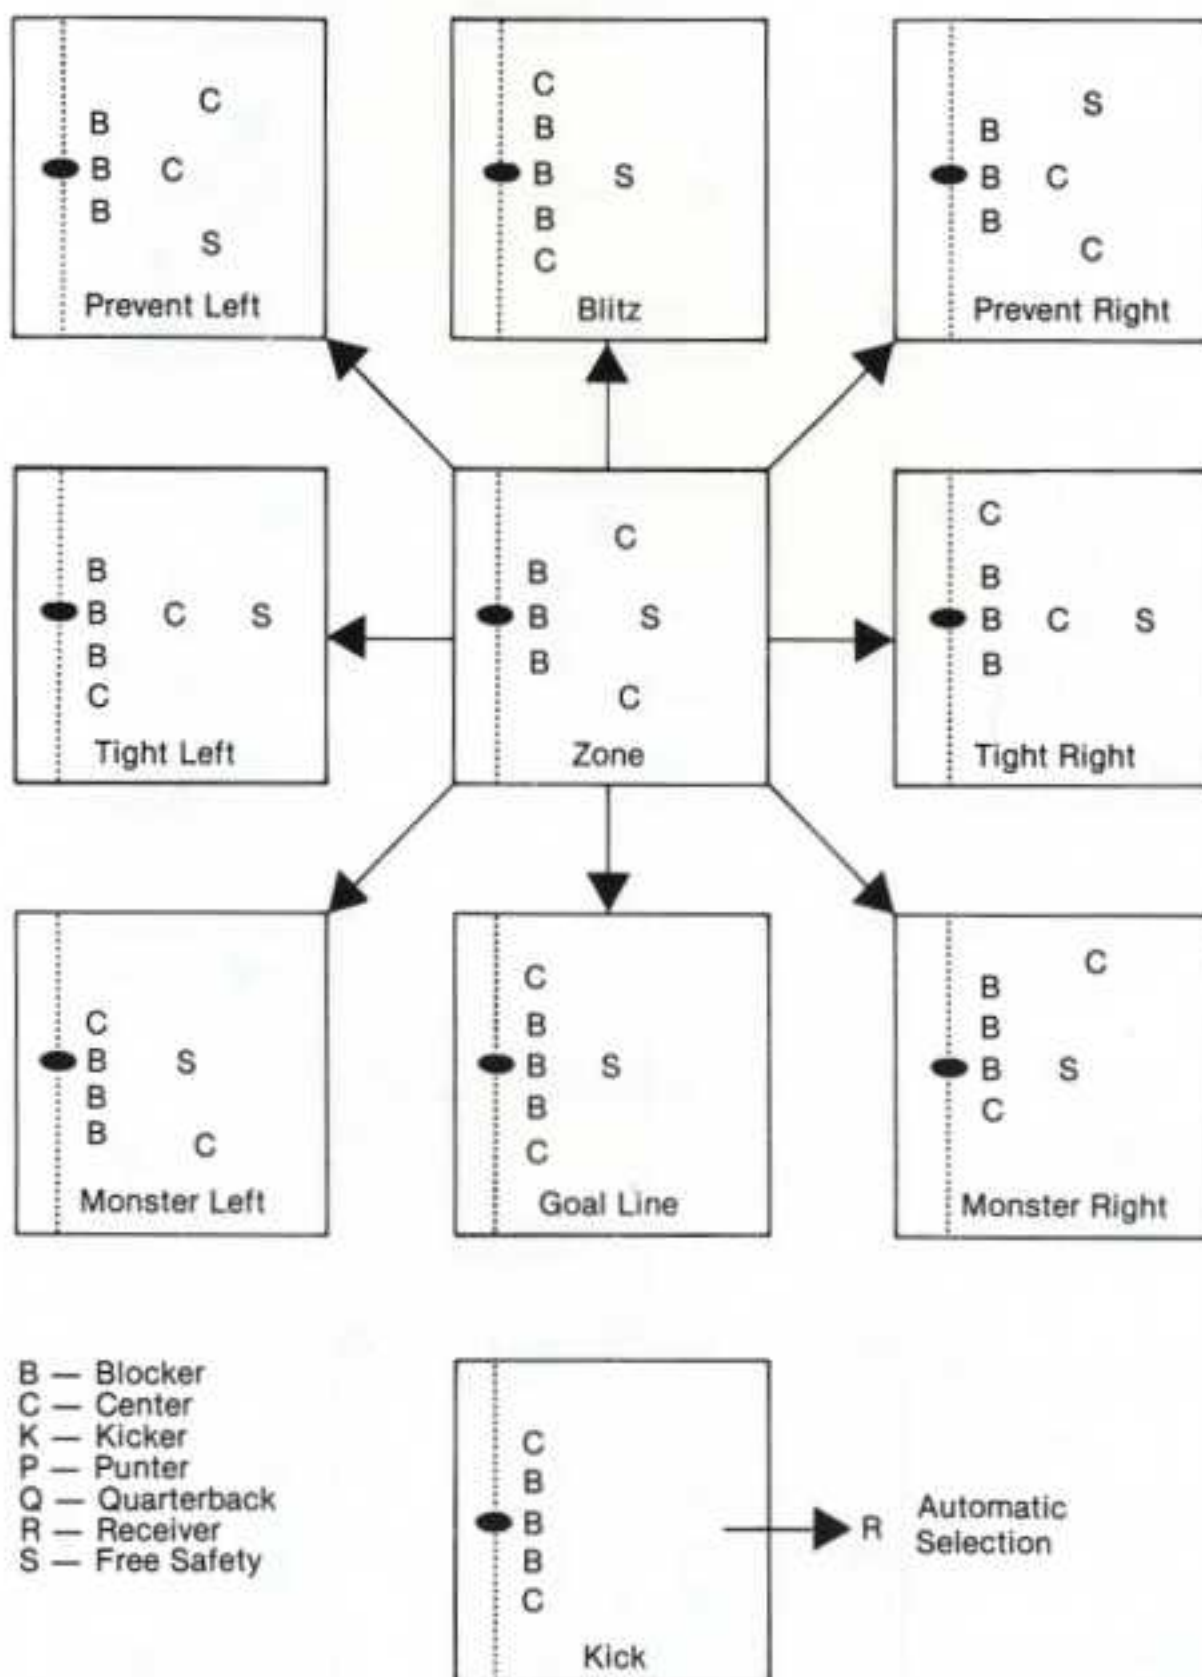 C
B
B C
B
S
Prevent Left
C
B
B S
B
C
Blitz
S
B
B C
B
C
Prevent Right
B
B C S
B
C
Tight Left
C
B
B S
B
C
Zone
C
B
B C S
B
Tight Right
C
B S
B
B
C
Monster Left
C
B
B S
B
C
Goal Line
C
B
B
B S
C
Monster Right
B — Blocker
C — Center
K — Kicker
P — Punter
Q — Quarterback
R — Receiver
S — Free Safety
C
B
B
B
C
Kick
R
Automatic
Selection